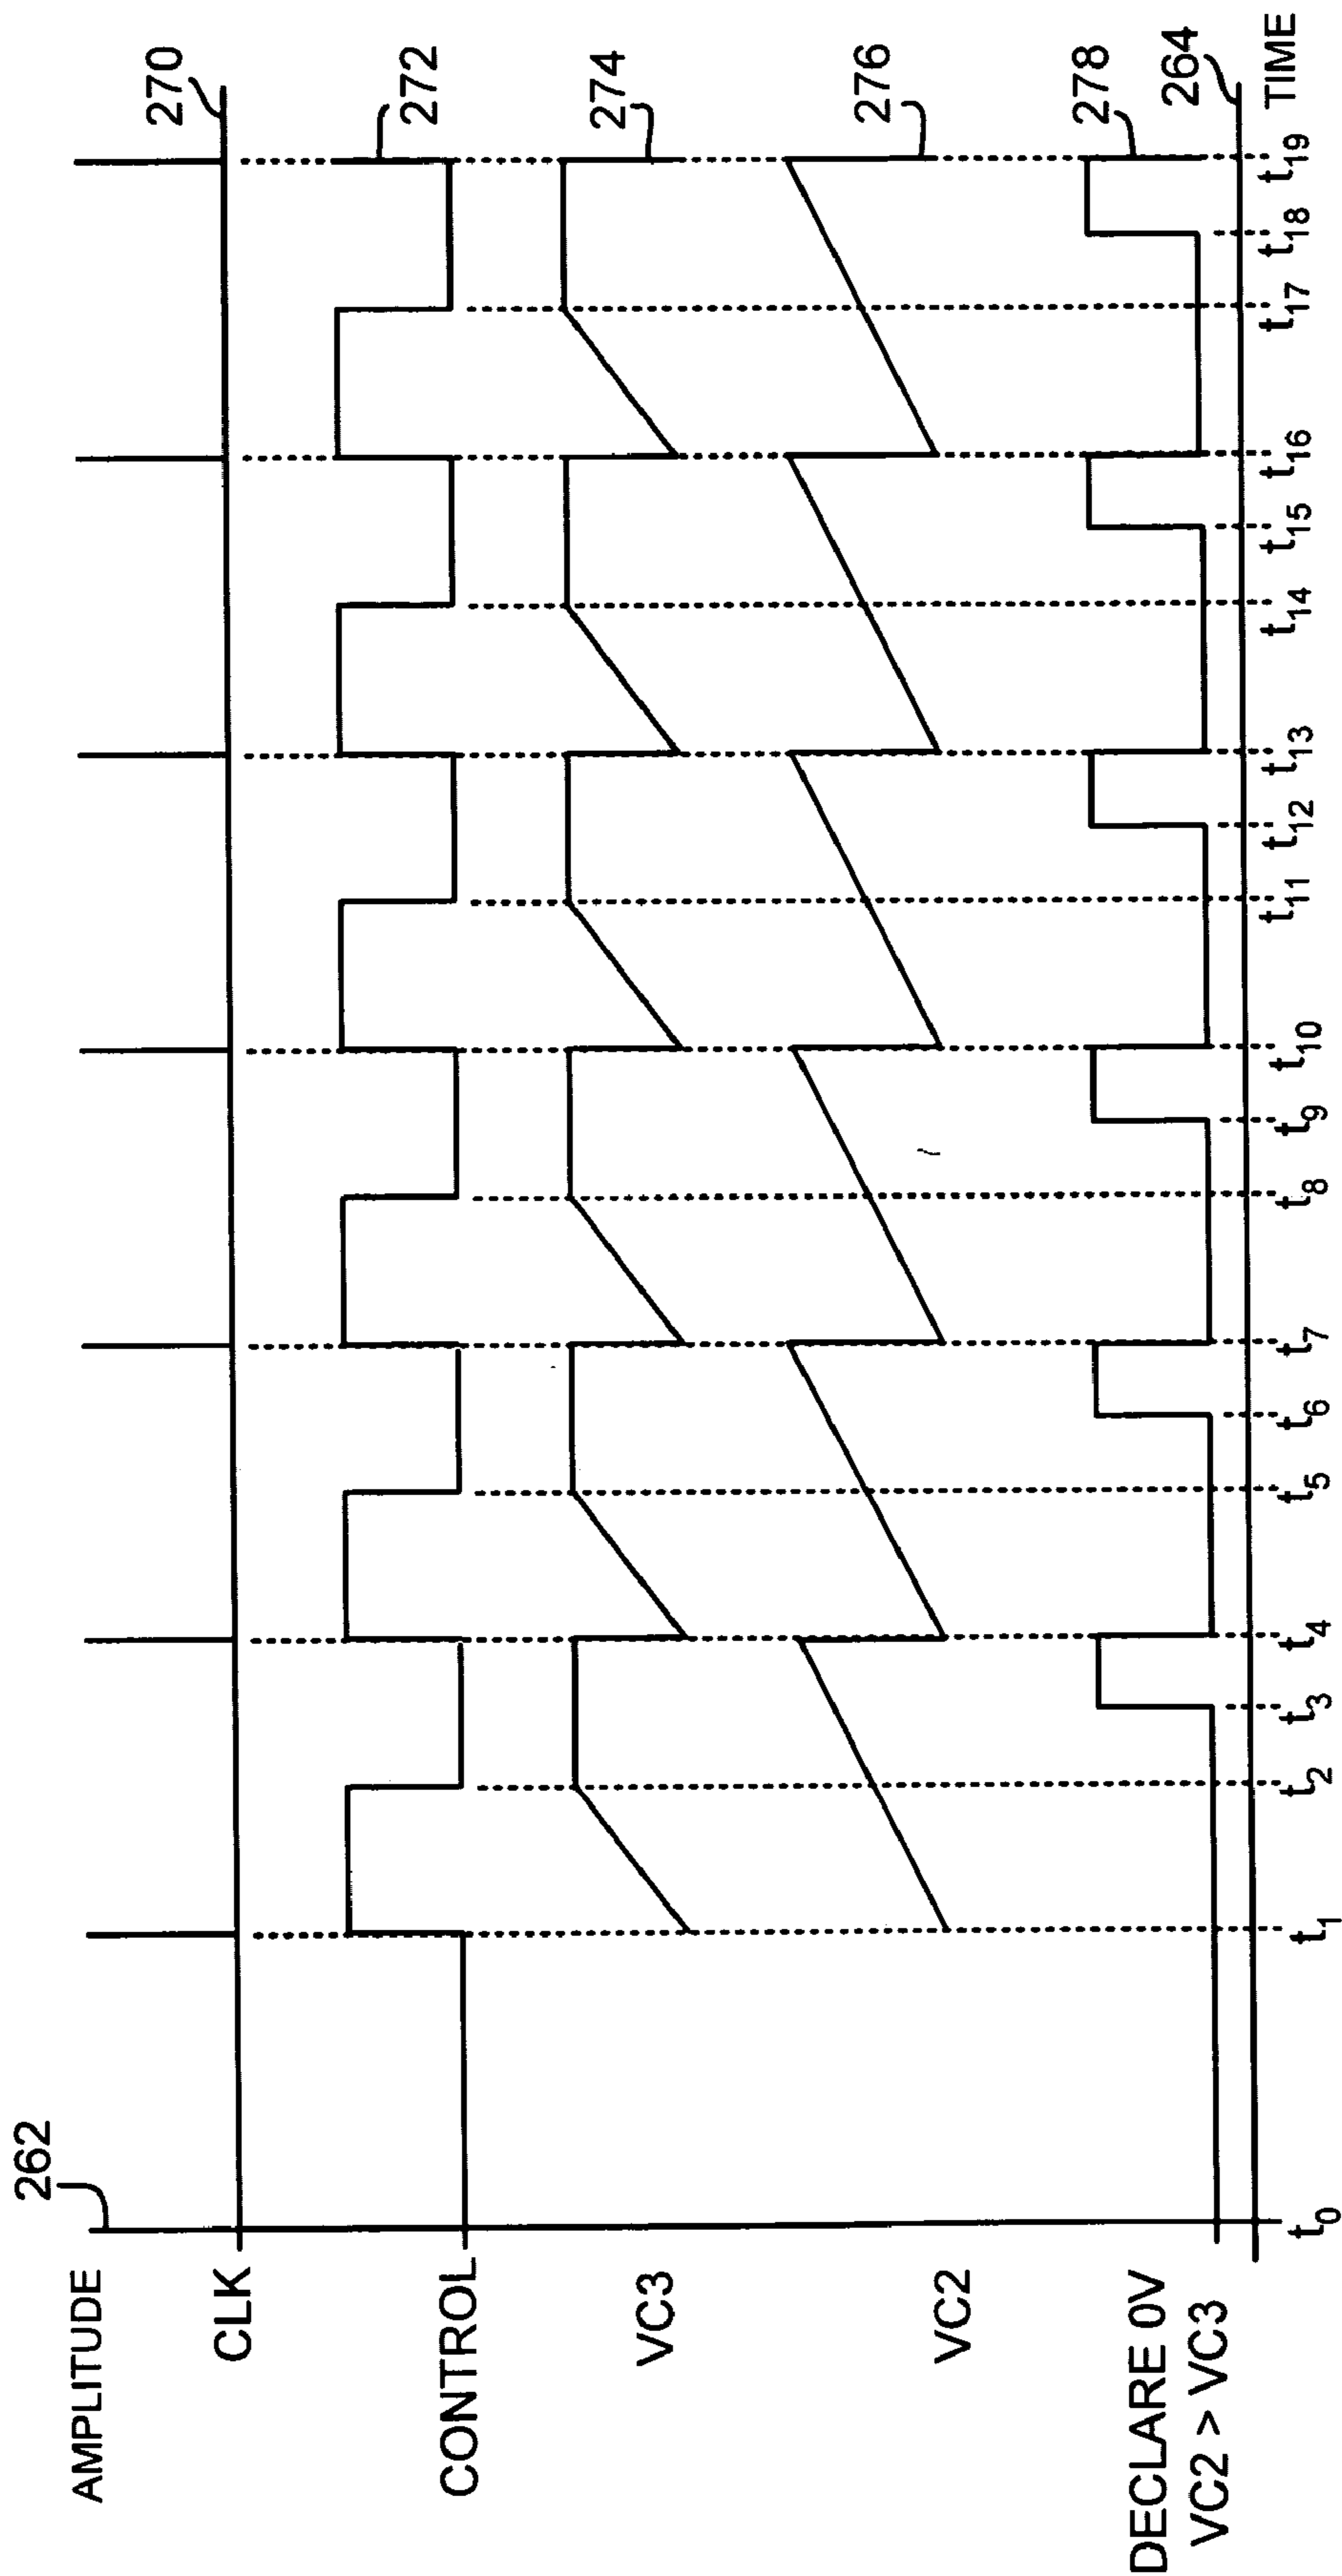 262
AMPLITUDE
270
CLK
272
CONTROL
274
VC3
276
VC2
278
DECLARE 0V
VC2 > VC3
264
t0 t1 t2 t3 t4 t5 t6 t7 t8 t9 t10 t11 t12 t13 t14 t15 t16 t17 t18 t19 TIME